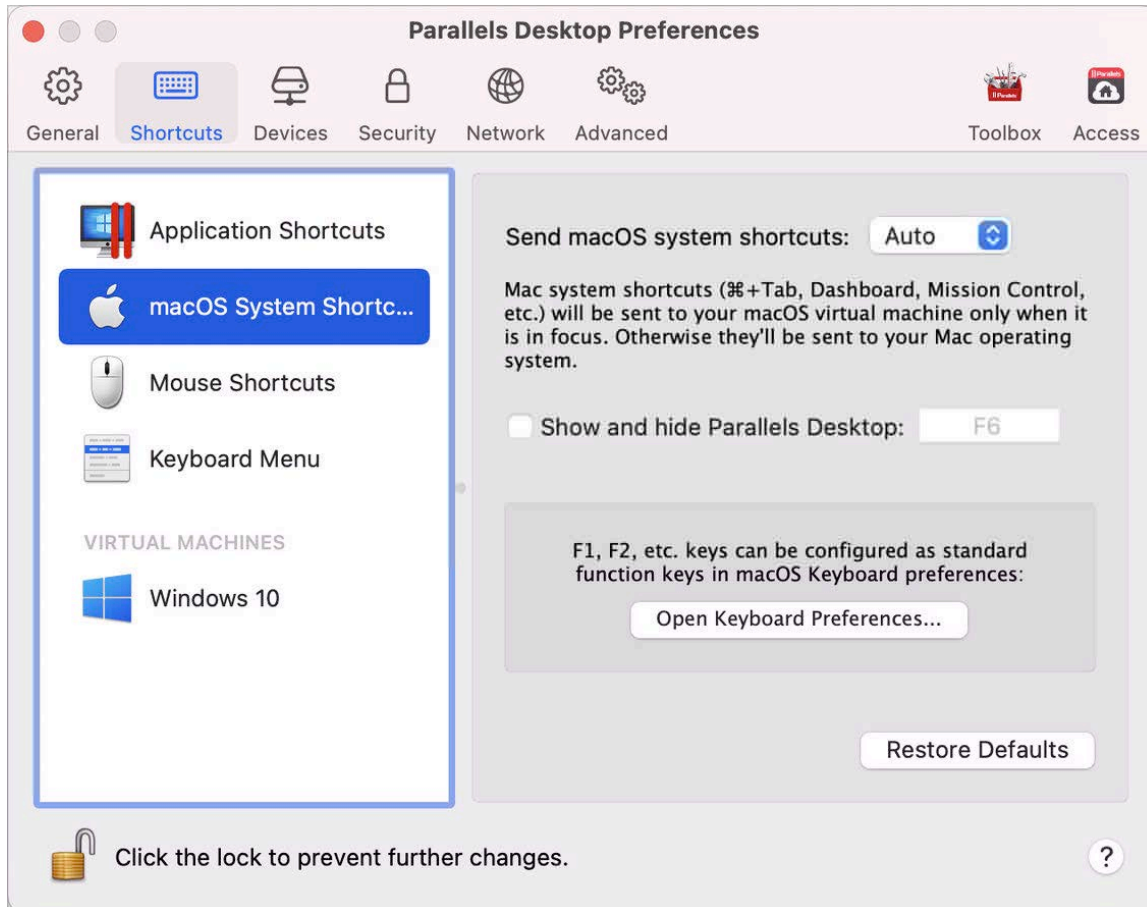 Parallels Desktop Preferences
General Shortcuts Devices Security Network Advanced Toolbox Access
Application Shortcuts
macOS System Shortc...
Mouse Shortcuts
Keyboard Menu
VIRTUAL MACHINES
Windows 10
Send macOS system shortcuts: Auto
Mac system shortcuts (⌘+Tab, Dashboard, Mission Control,
etc.) will be sent to your macOS virtual machine only when it
is in focus. Otherwise they'll be sent to your Mac operating
system.
Show and hide Parallels Desktop: F6
F1, F2, etc. keys can be configured as standard
function keys in macOS Keyboard preferences:
Open Keyboard Preferences...
Restore Defaults
Click the lock to prevent further changes.
?